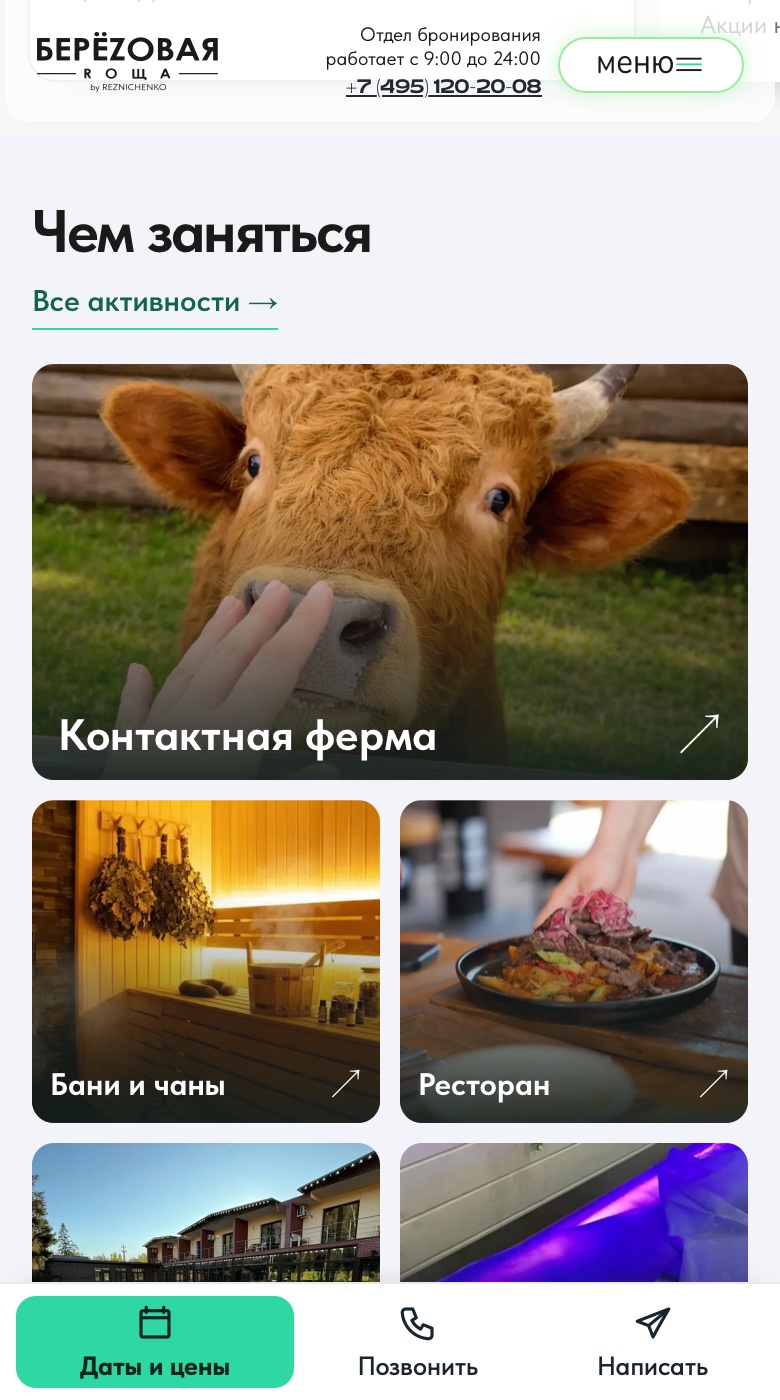 Акции
БЕРЁZОВАЯ
RОЩА
by REZNICHENKO
Отдел бронирования
работает с 9:00 до 24:00
+7 (495) 120-20-08
меню
Чем заняться
Все активности →
Контактная ферма
Бани и чаны
Ресторан
Даты и цены
Позвонить
Написать